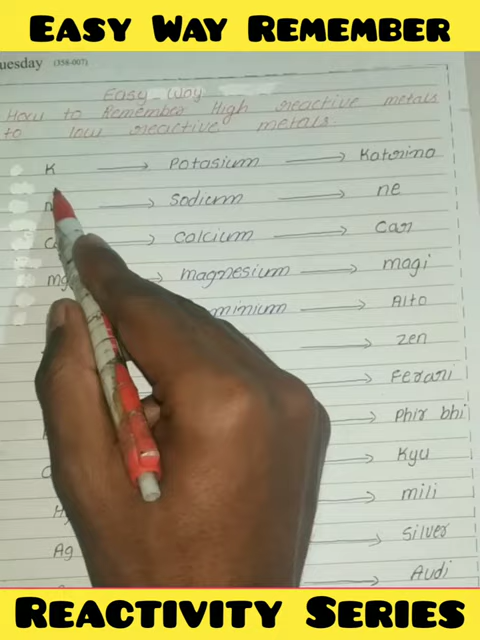 EASY WAY REMEMBER
uesday (358-007)
Easy Way
How to Remember High reactive metals
to low reactive metals
K → Potasium → Katrina
→ Sodium → ne
→ calcium → Car
mg → magnesium → magi
minium → Alto
→ Zen
→ Ferari
→ Phir bhi
→ Kyu
→ mili
→ Silver
Ag
→ Audi
REACTIVITY SERIES